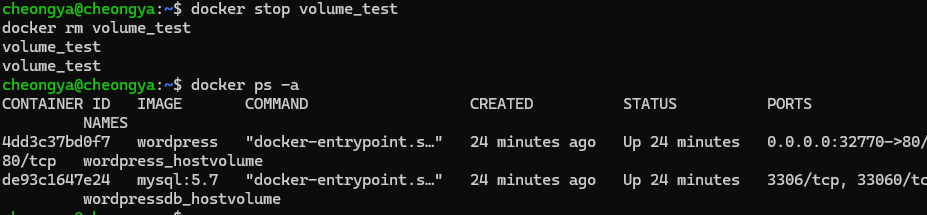 cheongya@cheongya:~$ docker stop volume_test
docker rm volume_test
volume_test
volume_test
cheongya@cheongya:~$ docker ps -a
CONTAINER ID   IMAGE       COMMAND                  CREATED          STATUS          PORTS
         NAMES
4dd3c37bd0f7   wordpress   "docker-entrypoint.s…"   24 minutes ago   Up 24 minutes   0.0.0.0:32770->80/
80/tcp   wordpress_hostvolume
de93c1647e24   mysql:5.7   "docker-entrypoint.s…"   24 minutes ago   Up 24 minutes   3306/tcp, 33060/tc
         wordpressdb_hostvolume